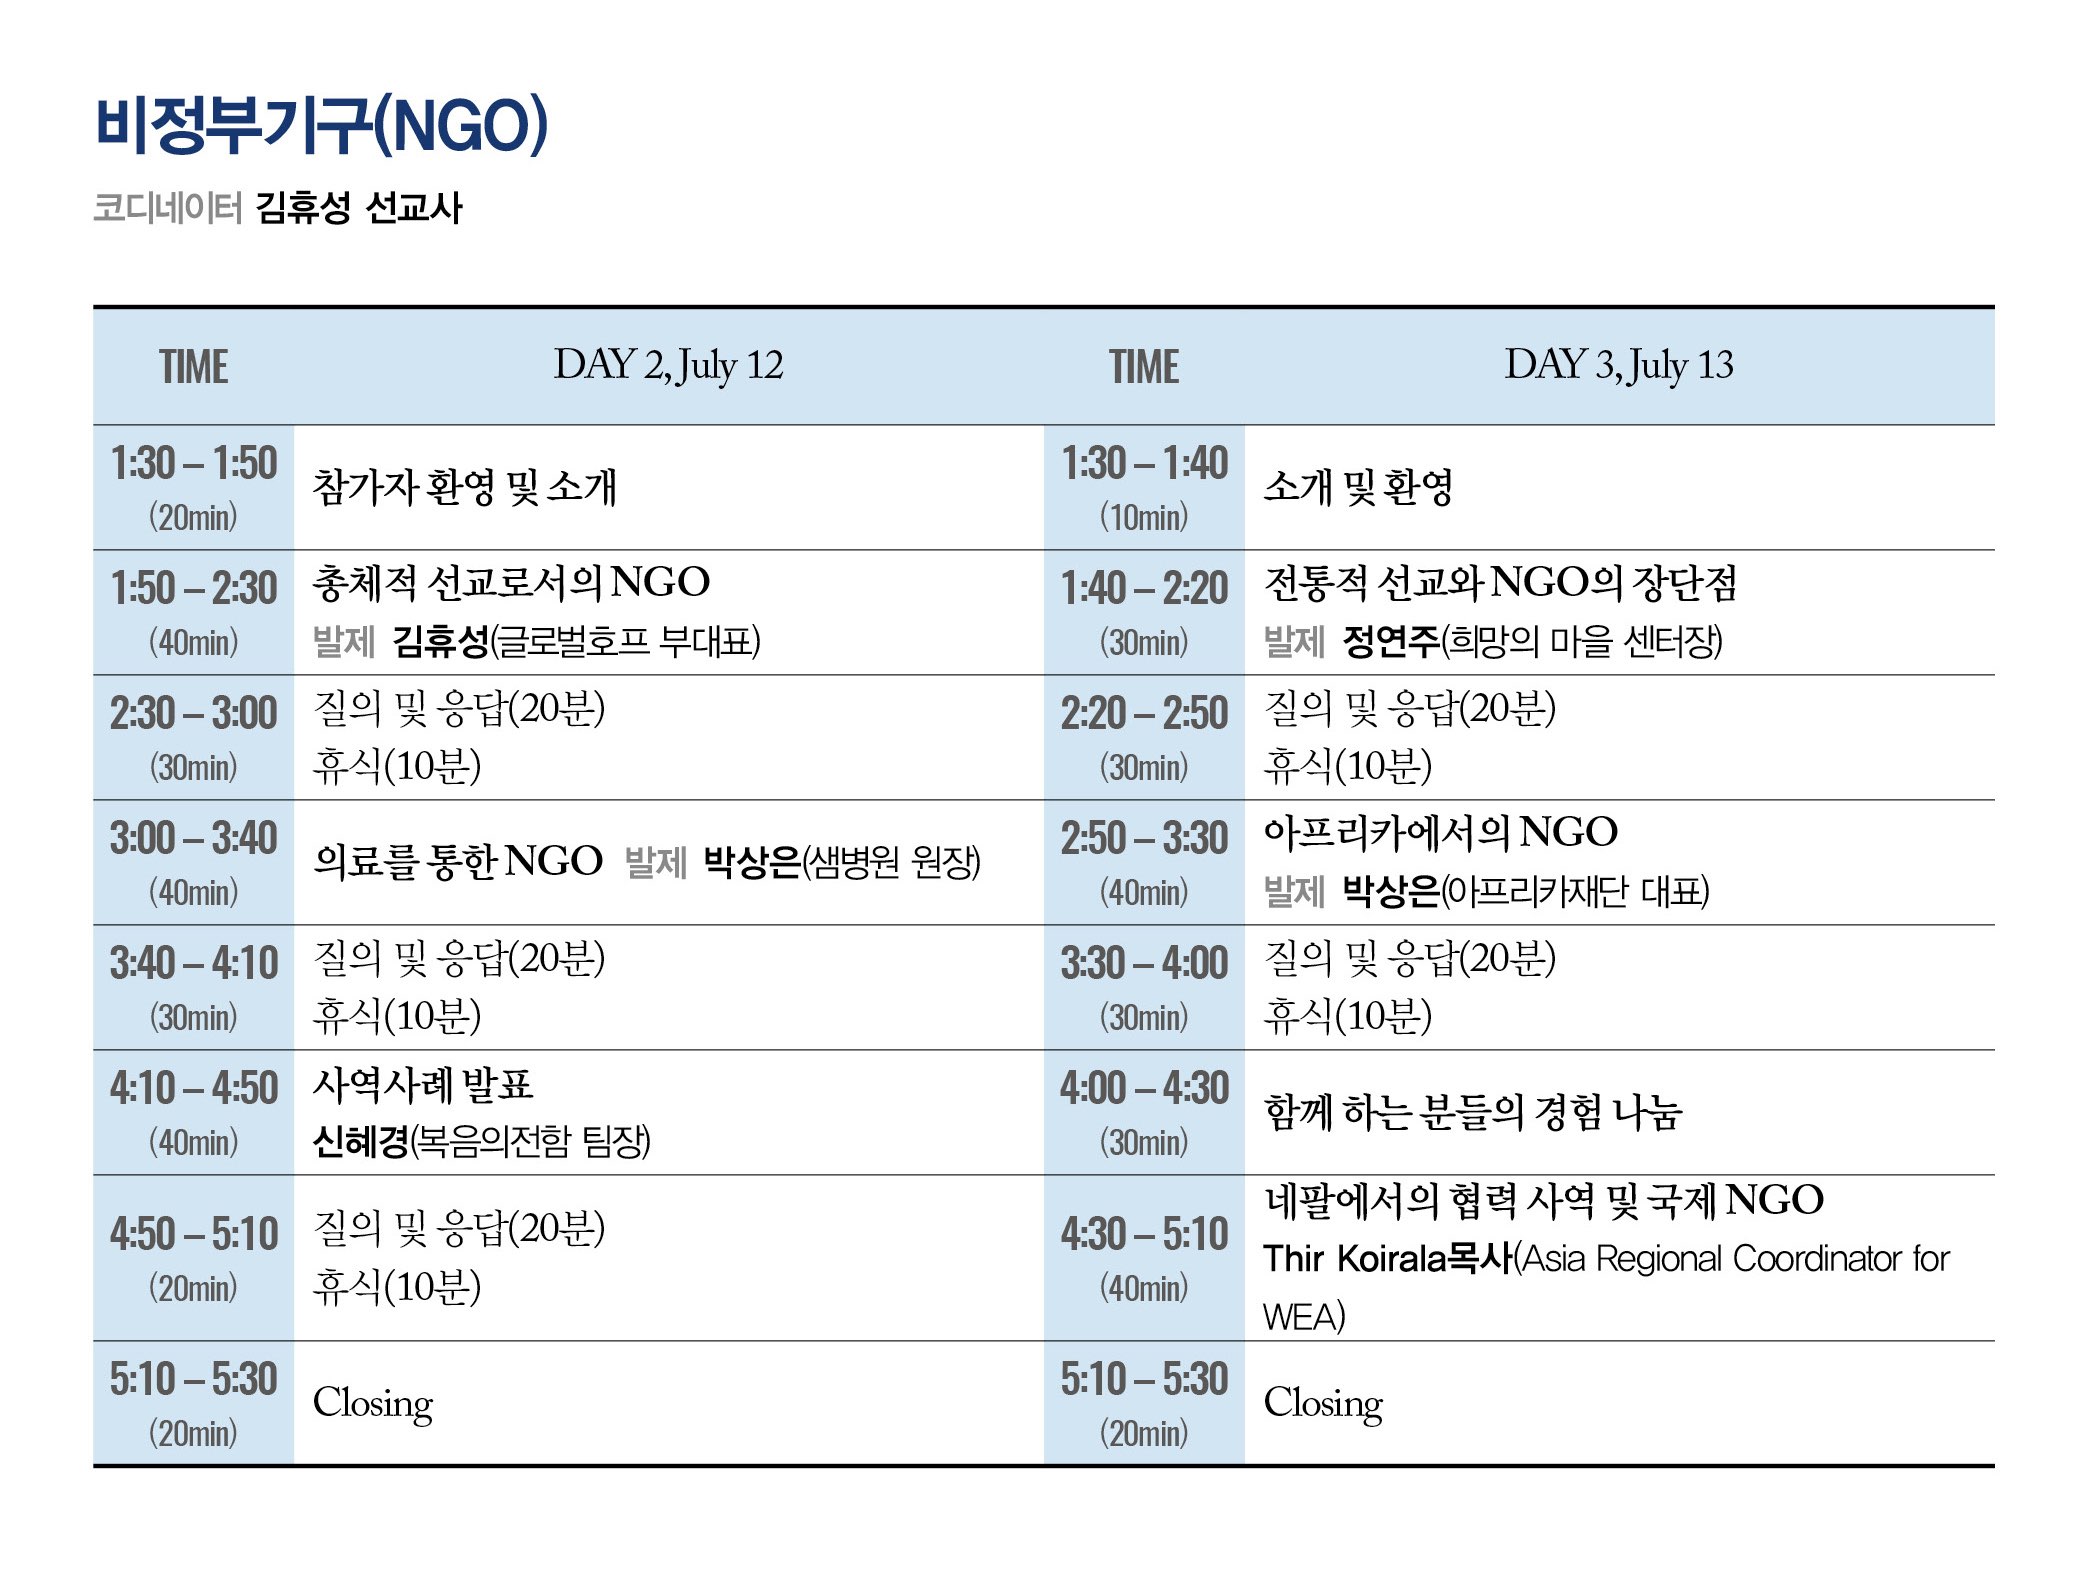 비정부기구(NGO)
코디네이터 김휴성 선교사
TIME DAY 2, July 12 TIME DAY 3, July 13
1:30 – 1:50
(20min)
참가자 환영 및 소개
1:30 – 1:40
(10min)
소개 및 환영
1:50 – 2:30
(40min)
총체적 선교로서의 NGO
발제 김휴성(글로벌호프 부대표)
1:40 – 2:20
(30min)
전통적 선교와 NGO의 장단점
발제 정연주(희망의 마을 센터장)
2:30 – 3:00
(30min)
질의 및 응답(20분)
휴식(10분)
2:20 – 2:50
(30min)
질의 및 응답(20분)
휴식(10분)
3:00 – 3:40
(40min)
의료를 통한 NGO 발제 박상은(샘병원 원장)
2:50 – 3:30
(40min)
아프리카에서의 NGO
발제 박상은(아프리카재단 대표)
3:40 – 4:10
(30min)
질의 및 응답(20분)
휴식(10분)
3:30 – 4:00
(30min)
질의 및 응답(20분)
휴식(10분)
4:10 – 4:50
(40min)
사역사례 발표
신혜경(복음의전함 팀장)
4:00 – 4:30
(30min)
함께 하는 분들의 경험 나눔
4:50 – 5:10
(20min)
질의 및 응답(20분)
휴식(10분)
4:30 – 5:10
(40min)
네팔에서의 협력 사역 및 국제 NGO
Thir Koirala목사(Asia Regional Coordinator for
WEA)
5:10 – 5:30
(20min)
Closing
5:10 – 5:30
(20min)
Closing